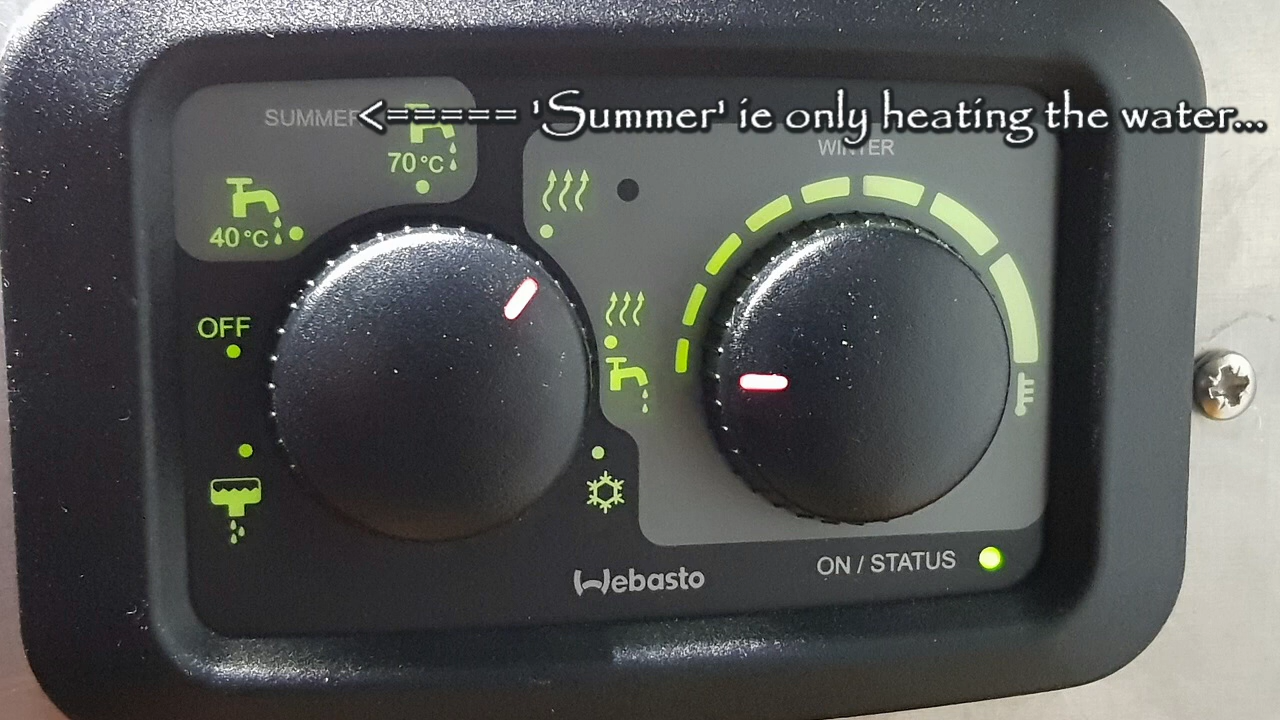 SUMMER
<===== 'Summer' ie only heating the water...
WINTER
70°C
40°C
OFF
ON / STATUS
Webasto